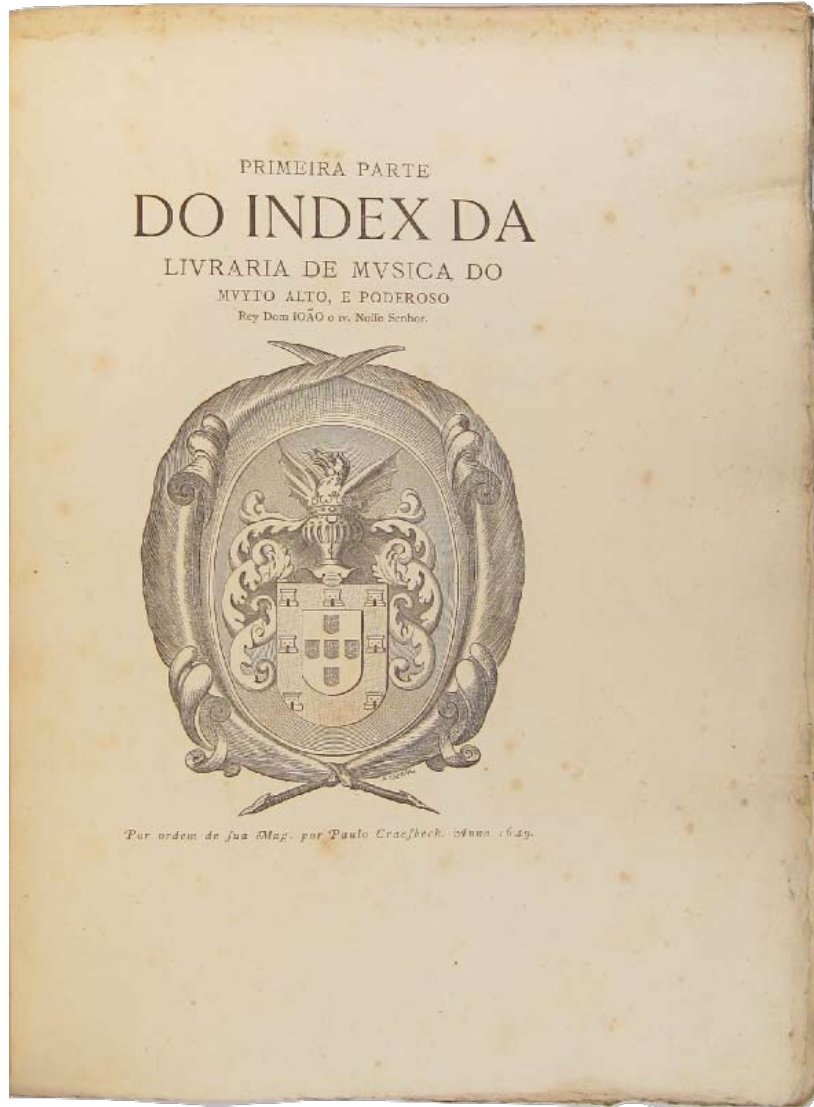 PRIMEIRA PARTE
DO INDEX DA
LIVRARIA DE MVSICA DO
MVYTO ALTO, E PODEROSO
Rey Dom IOÃO o IV. Nosso Senhor.
Por ordem de sua Mag. por Paulo Craesbeck. Anno 1649.